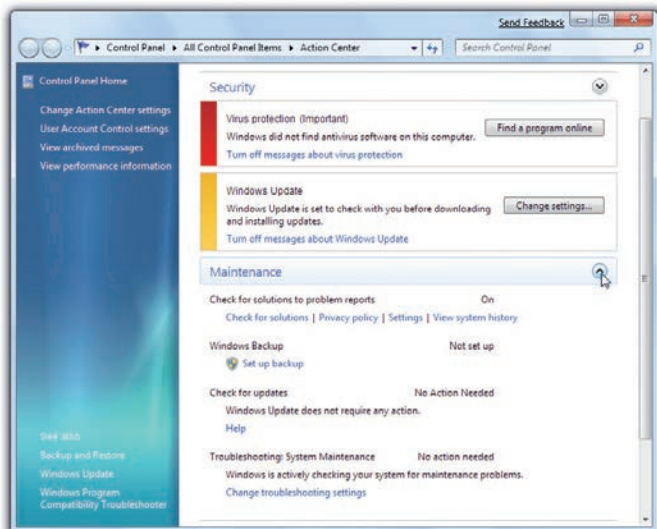 Send Feedback
Control Panel ▸ All Control Panel Items ▸ Action Center
Search Control Panel
Control Panel Home
Change Action Center settings
User Account Control settings
View archived messages
View performance information
See also
Backup and Restore
Windows Update
Windows Program
Compatibility Troubleshooter
Security
Virus protection (Important)
Windows did not find antivirus software on this computer.
Find a program online
Turn off messages about virus protection
Windows Update
Windows Update is set to check with you before downloading
and installing updates.
Change settings...
Turn off messages about Windows Update
Maintenance
Check for solutions to problem reports On
Check for solutions | Privacy policy | Settings | View system history
Windows Backup Not set up
Set up backup
Check for updates No Action Needed
Windows Update does not require any action.
Help
Troubleshooting: System Maintenance No action needed
Windows is actively checking your system for maintenance problems.
Change troubleshooting settings